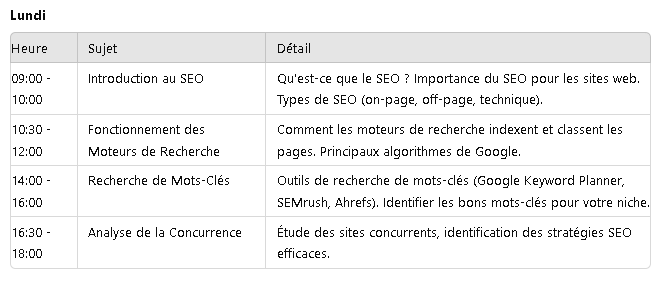 Lundi
Heure Sujet Détail
09:00 - Introduction au SEO Qu'est-ce que le SEO ? Importance du SEO pour les sites web.
10:00 Types de SEO (on-page, off-page, technique).
10:30 - Fonctionnement des Comment les moteurs de recherche indexent et classent les
12:00 Moteurs de Recherche pages. Principaux algorithmes de Google.
14:00 - Recherche de Mots-Clés Outils de recherche de mots-clés (Google Keyword Planner,
16:00 SEMrush, Ahrefs). Identifier les bons mots-clés pour votre niche.
16:30 - Analyse de la Concurrence Étude des sites concurrents, identification des stratégies SEO
18:00 efficaces.